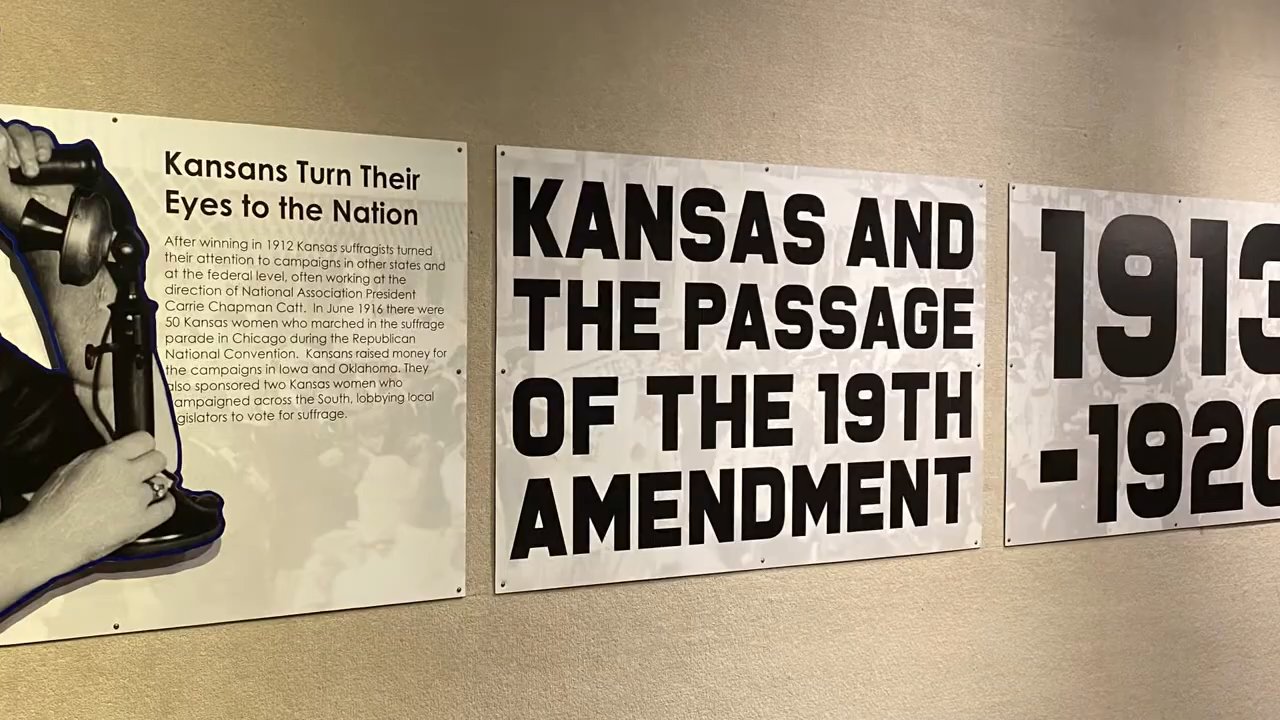 Kansans Turn Their
Eyes to the Nation
After winning in 1912 Kansas suffragists turned
their attention to campaigns in other states and
at the federal level, often working at the
direction of National Association President
Carrie Chapman Catt. In June 1916 there were
50 Kansas women who marched in the suffrage
parade in Chicago during the Republican
National Convention. Kansans raised money for
the campaigns in Iowa and Oklahoma. They
also sponsored two Kansas women who
ampaigned across the South, lobbying local
gislators to vote for suffrage.
KANSAS AND
THE PASSAGE
OF THE 19TH
AMENDMENT
1913
-1920